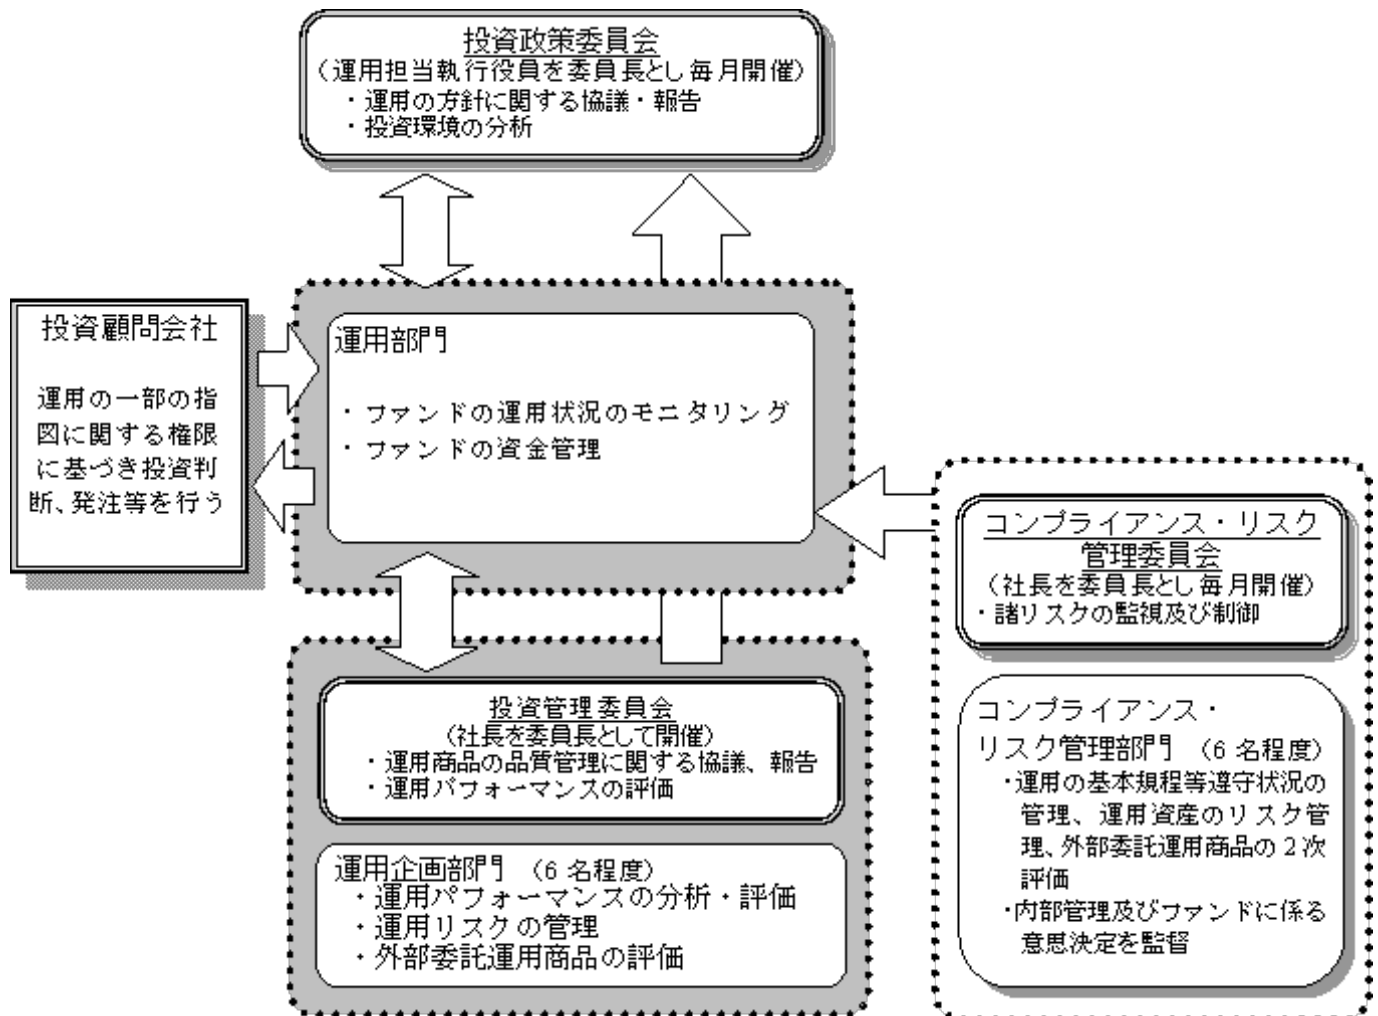 投資政策委員会
（運用担当執行役員を委員長とし毎月開催）
・運用の方針に関する協議・報告
・投資環境の分析
投資顧問会社
運用の一部の指
図に関する権限
に基づき投資判
断、発注等を行う
運用部門
・ファンドの運用状況のモニタリング
・ファンドの資金管理
コンプライアンス・リスク
管理委員会
（社長を委員長とし毎月開催）
・諸リスクの監視及び制御
コンプライアンス・
リスク管理部門 （6 名程度）
・運用の基本規程等遵守状況の
管理、運用資産のリスク管
理、外部委託運用商品の２次
評価
・内部管理及びファンドに係る
意思決定を監督
投資管理委員会
（社長を委員長として開催）
・運用商品の品質管理に関する協議、報告
・運用パフォーマンスの評価
運用企画部門 （6 名程度）
・運用パフォーマンスの分析・評価
・運用リスクの管理
・外部委託運用商品の評価